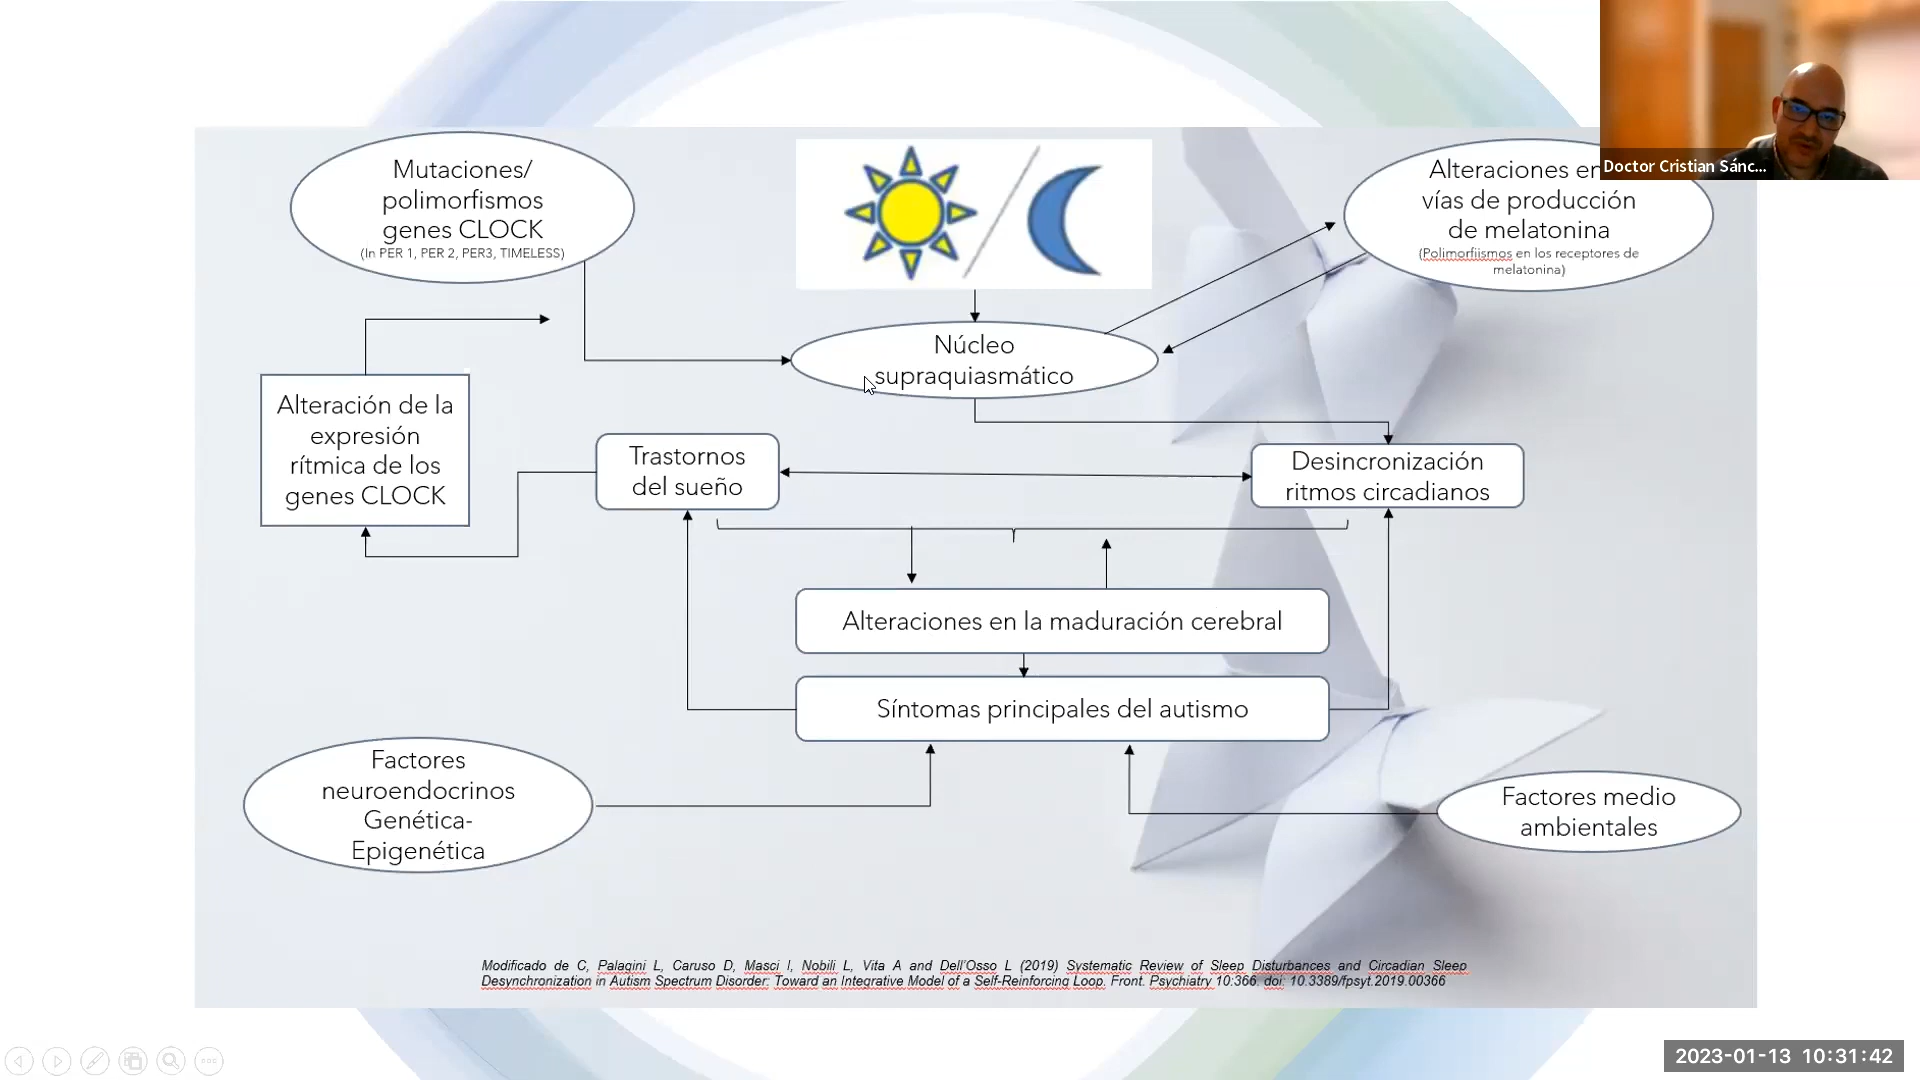 Mutaciones/
polimorfismos
genes CLOCK
(In PER 1, PER 2, PER3, TIMELESS)
Alteraciones en
vías de producción
de melatonina
(Polimorfiismos en los receptores de
melatonina)
Doctor Cristian Sánc...
Núcleo
supraquiasmático
Alteración de la
expresión
rítmica de los
genes CLOCK
Trastornos
del sueño
Desincronización
ritmos circadianos
Alteraciones en la maduración cerebral
Síntomas principales del autismo
Factores
neuroendocrinos
Genética-
Epigenética
Factores medio
ambientales
Modificado de C, Palagini L, Caruso D, Masci I, Nobili L, Vita A and Dell'Osso L (2019) Systematic Review of Sleep Disturbances and Circadian Sleep
Desynchronization in Autism Spectrum Disorder: Toward an Integrative Model of a Self-Reinforcing Loop. Front. Psychiatry 10:366. doi: 10.3389/fpsyt.2019.00366
2023-01-13 10:31:42